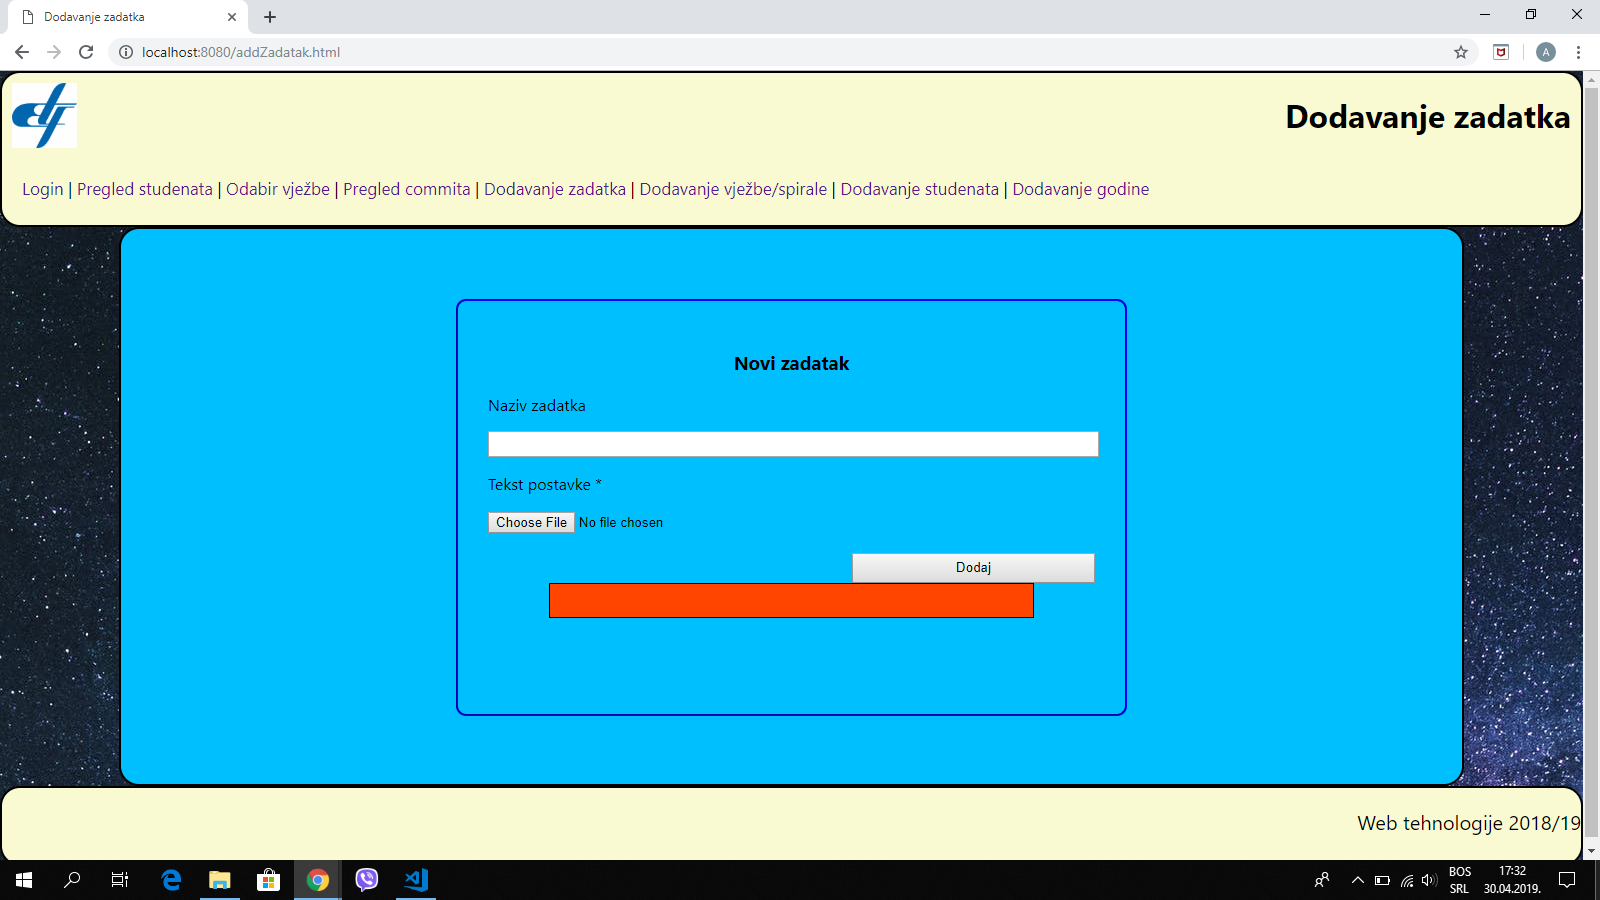 Dodavanje zadatka
localhost:8080/addZadatak.html
A
Dodavanje zadatka
Login | Pregled studenata | Odabir vježbe | Pregled commita | Dodavanje zadatka | Dodavanje vježbe/spirale | Dodavanje studenata | Dodavanje godine
Novi zadatak
Naziv zadatka
Tekst postavke *
Choose File No file chosen
Dodaj
Web tehnologije 2018/19
BOS 17:32
SRL 30.04.2019.